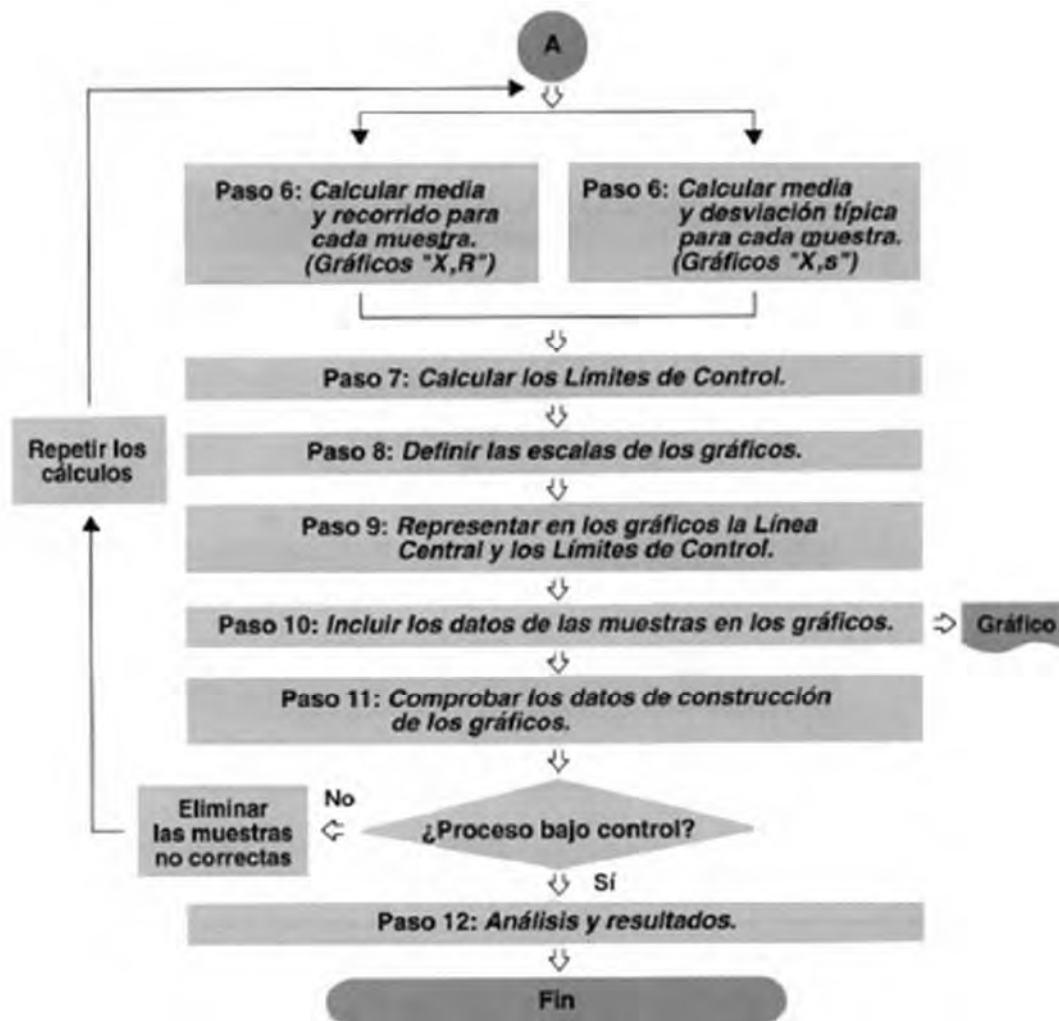 A
Paso 6: Calcular media
y recorrido para
cada muestra.
(Gráficos "X,R")
Paso 6: Calcular media
y desviación típica
para cada muestra.
(Gráficos "X,s")
Paso 7: Calcular los Límites de Control.
Repetir los
cálculos
Paso 8: Definir las escalas de los gráficos.
Paso 9: Representar en los gráficos la Línea
Central y los Límites de Control.
Paso 10: Incluir los datos de las muestras en los gráficos.
Gráfico
Paso 11: Comprobar los datos de construcción
de los gráficos.
Eliminar
las muestras
no correctas
No
¿Proceso bajo control?
Sí
Paso 12: Análisis y resultados.
Fin